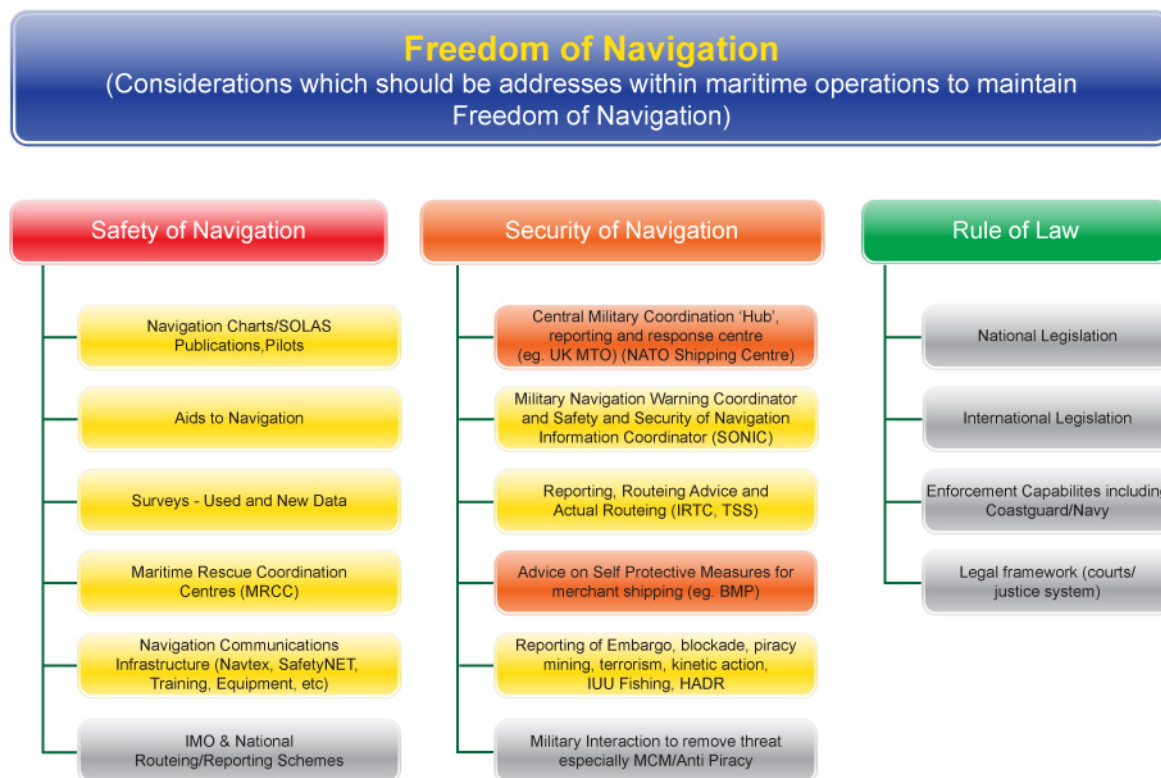 Freedom of Navigation
(Considerations which should be addresses within maritime operations to maintain
Freedom of Navigation)
Safety of Navigation
Navigation Charts/SOLAS
Publications,Pilots
Aids to Navigation
Surveys - Used and New Data
Maritime Rescue Coordination
Centres (MRCC)
Navigation Communications
Infrastructure (Navtex, SafetyNET,
Training, Equipment, etc)
IMO & National
Routeing/Reporting Schemes
Security of Navigation
Central Military Coordination ‘Hub’,
reporting and response centre
(eg. UK MTO) (NATO Shipping Centre)
Military Navigation Warning Coordinator
and Safety and Security of Navigation
Information Coordinator (SONIC)
Reporting, Routeing Advice and
Actual Routeing (IRTC, TSS)
Advice on Self Protective Measures for
merchant shipping (eg. BMP)
Reporting of Embargo, blockade, piracy
mining, terrorism, kinetic action,
IUU Fishing, HADR
Military Interaction to remove threat
especially MCM/Anti Piracy
Rule of Law
National Legislation
International Legislation
Enforcement Capabilites including
Coastguard/Navy
Legal framework (courts/
justice system)